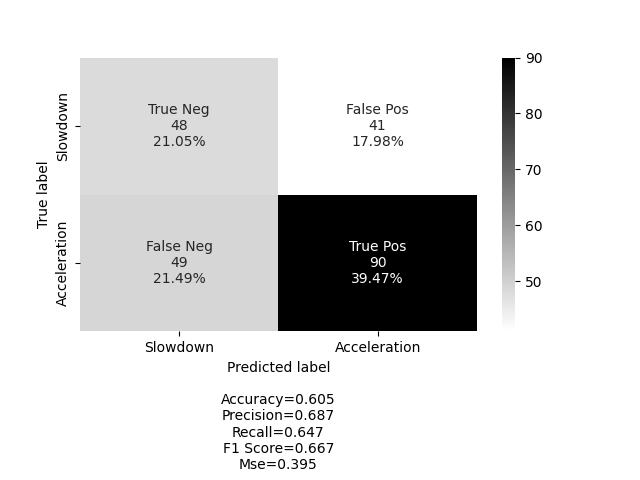 True Neg
48
21.05%
False Pos
41
17.98%
False Neg
49
21.49%
True Pos
90
39.47%
Slowdown
Acceleration
True label
Slowdown
Acceleration
Predicted label
Accuracy=0.605
Precision=0.687
Recall=0.647
F1 Score=0.667
Mse=0.395
90
80
70
60
50